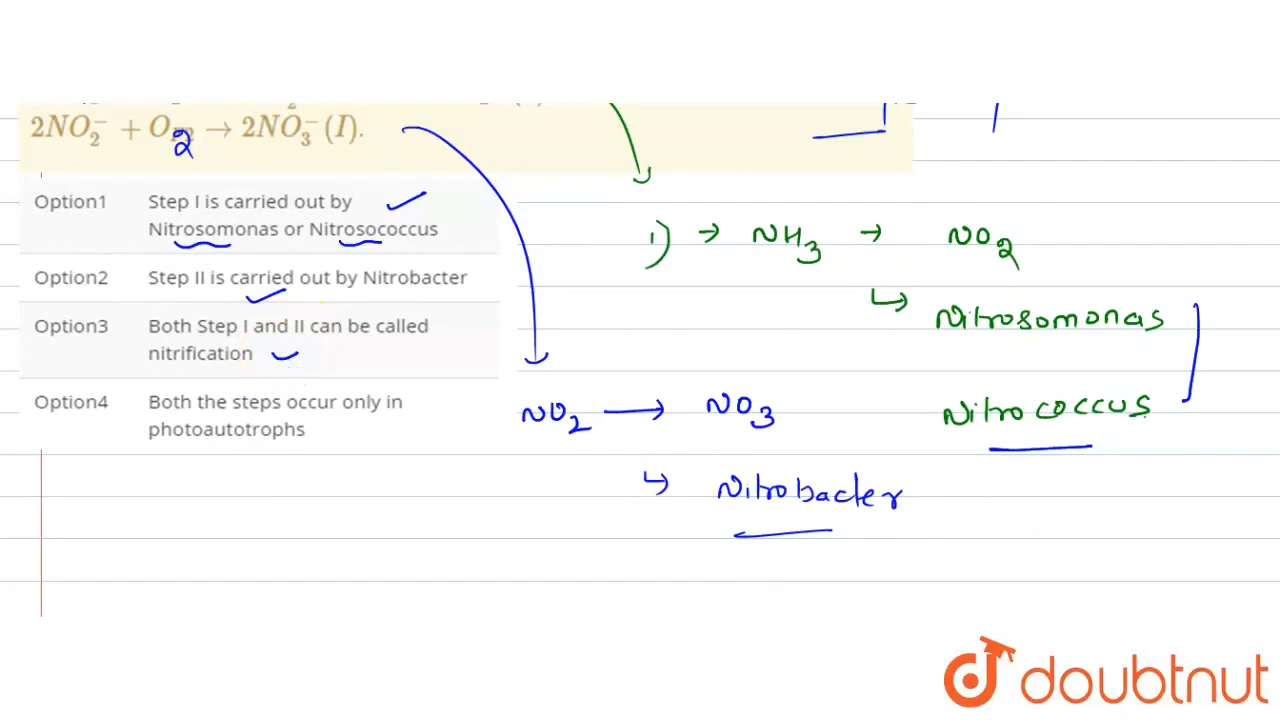 2NO₂⁻ + O₂ → 2NO₃⁻ (I).
2
Option1 Step I is carried out by
Nitrosomonas or Nitrosococcus
Option2 Step II is carried out by Nitrobacter
Option3 Both Step I and II can be called
nitrification
Option4 Both the steps occur only in
photoautotrophs
1) → NH3 → NO2
↳ Nitrosomonas
Nitrococcus
NO2 → NO3
↳ Nitrobacter
doubtnut